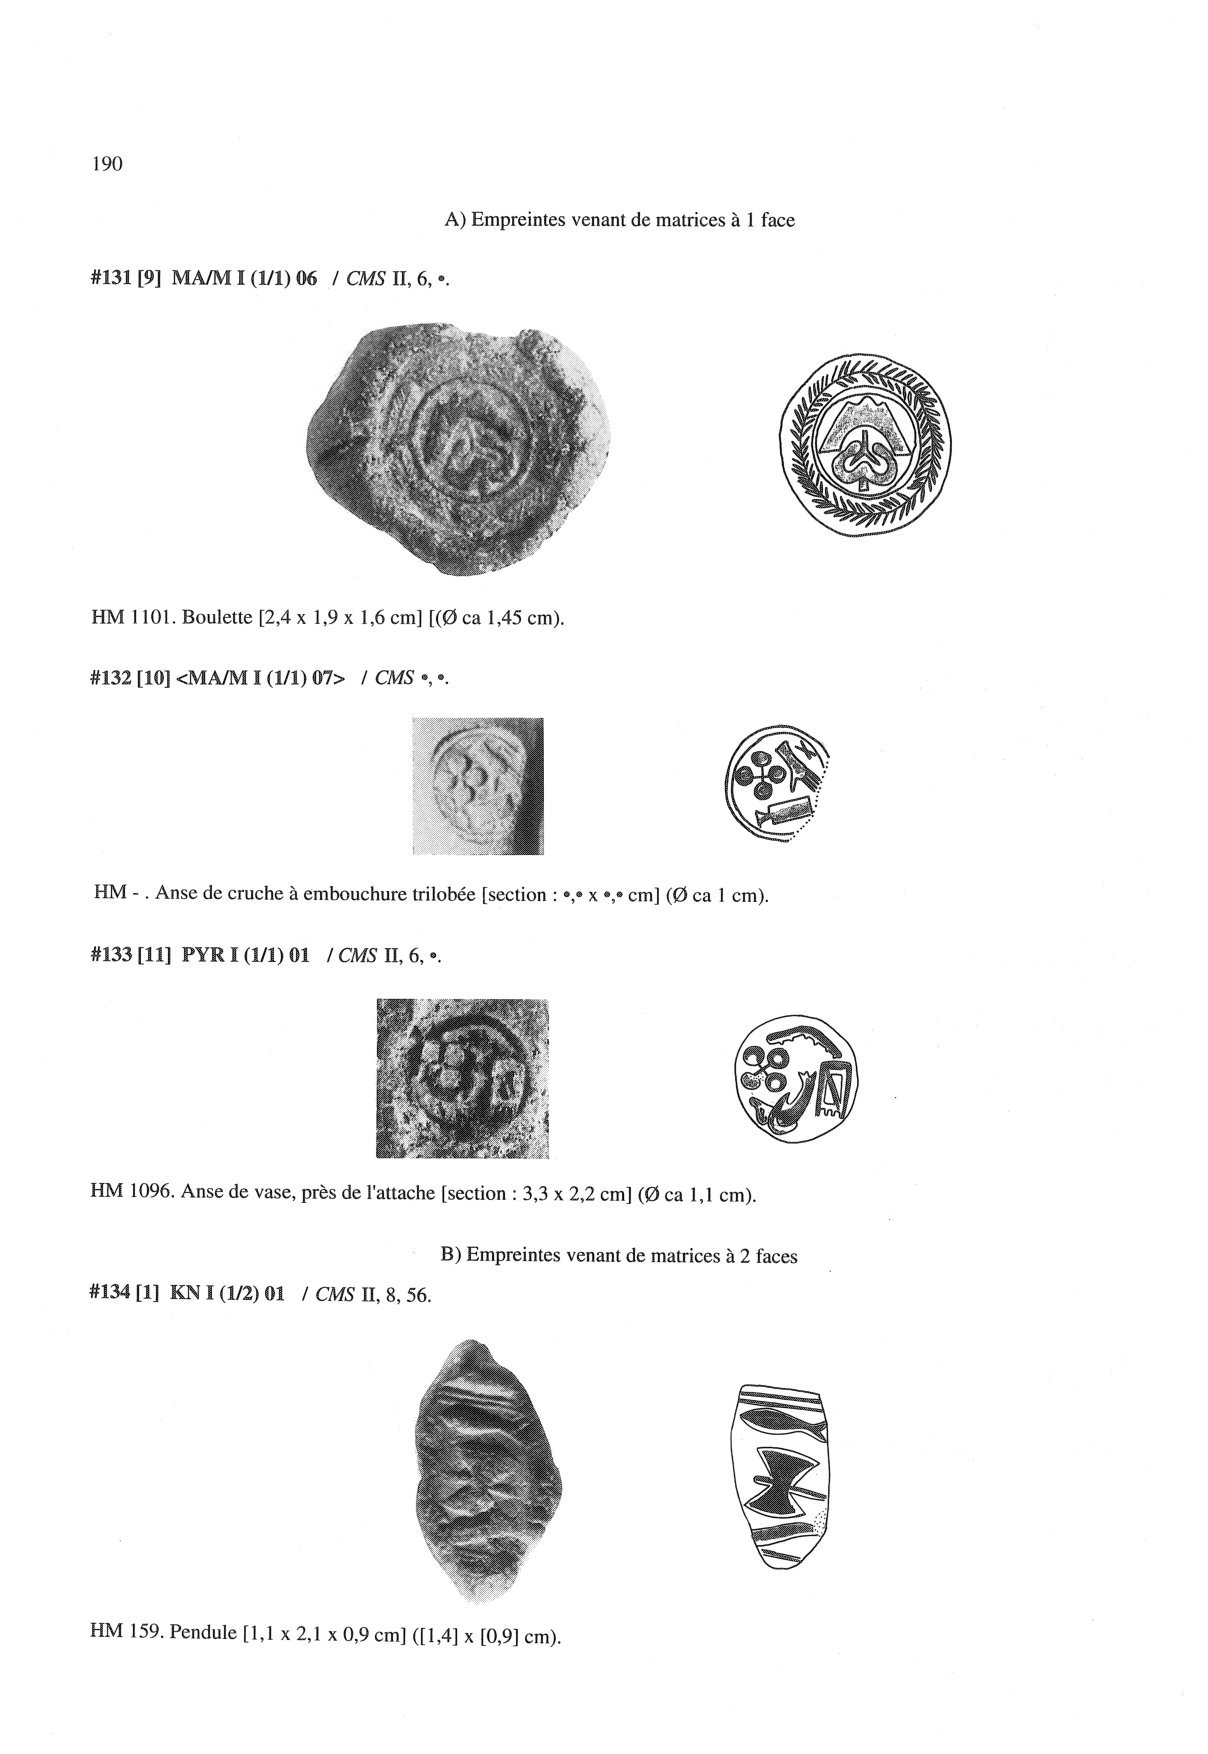 190
A) Empreintes venant de matrices à 1 face
#131 [9] MA/M I (1/1) 06 / CMS II, 6, •.
HM 1101. Boulette [2,4 x 1,9 x 1,6 cm] [(Ø ca 1,45 cm).
#132 [10] <MA/M I (1/1) 07> / CMS •, •.
HM - . Anse de cruche à embouchure trilobée [section : •,• x •,• cm] (Ø ca 1 cm).
#133 [11] PYR I (1/1) 01 / CMS II, 6, •.
HM 1096. Anse de vase, près de l'attache [section : 3,3 x 2,2 cm] (Ø ca 1,1 cm).
B) Empreintes venant de matrices à 2 faces
#134 [1] KN I (1/2) 01 / CMS II, 8, 56.
HM 159. Pendule [1,1 x 2,1 x 0,9 cm] ([1,4] x [0,9] cm).